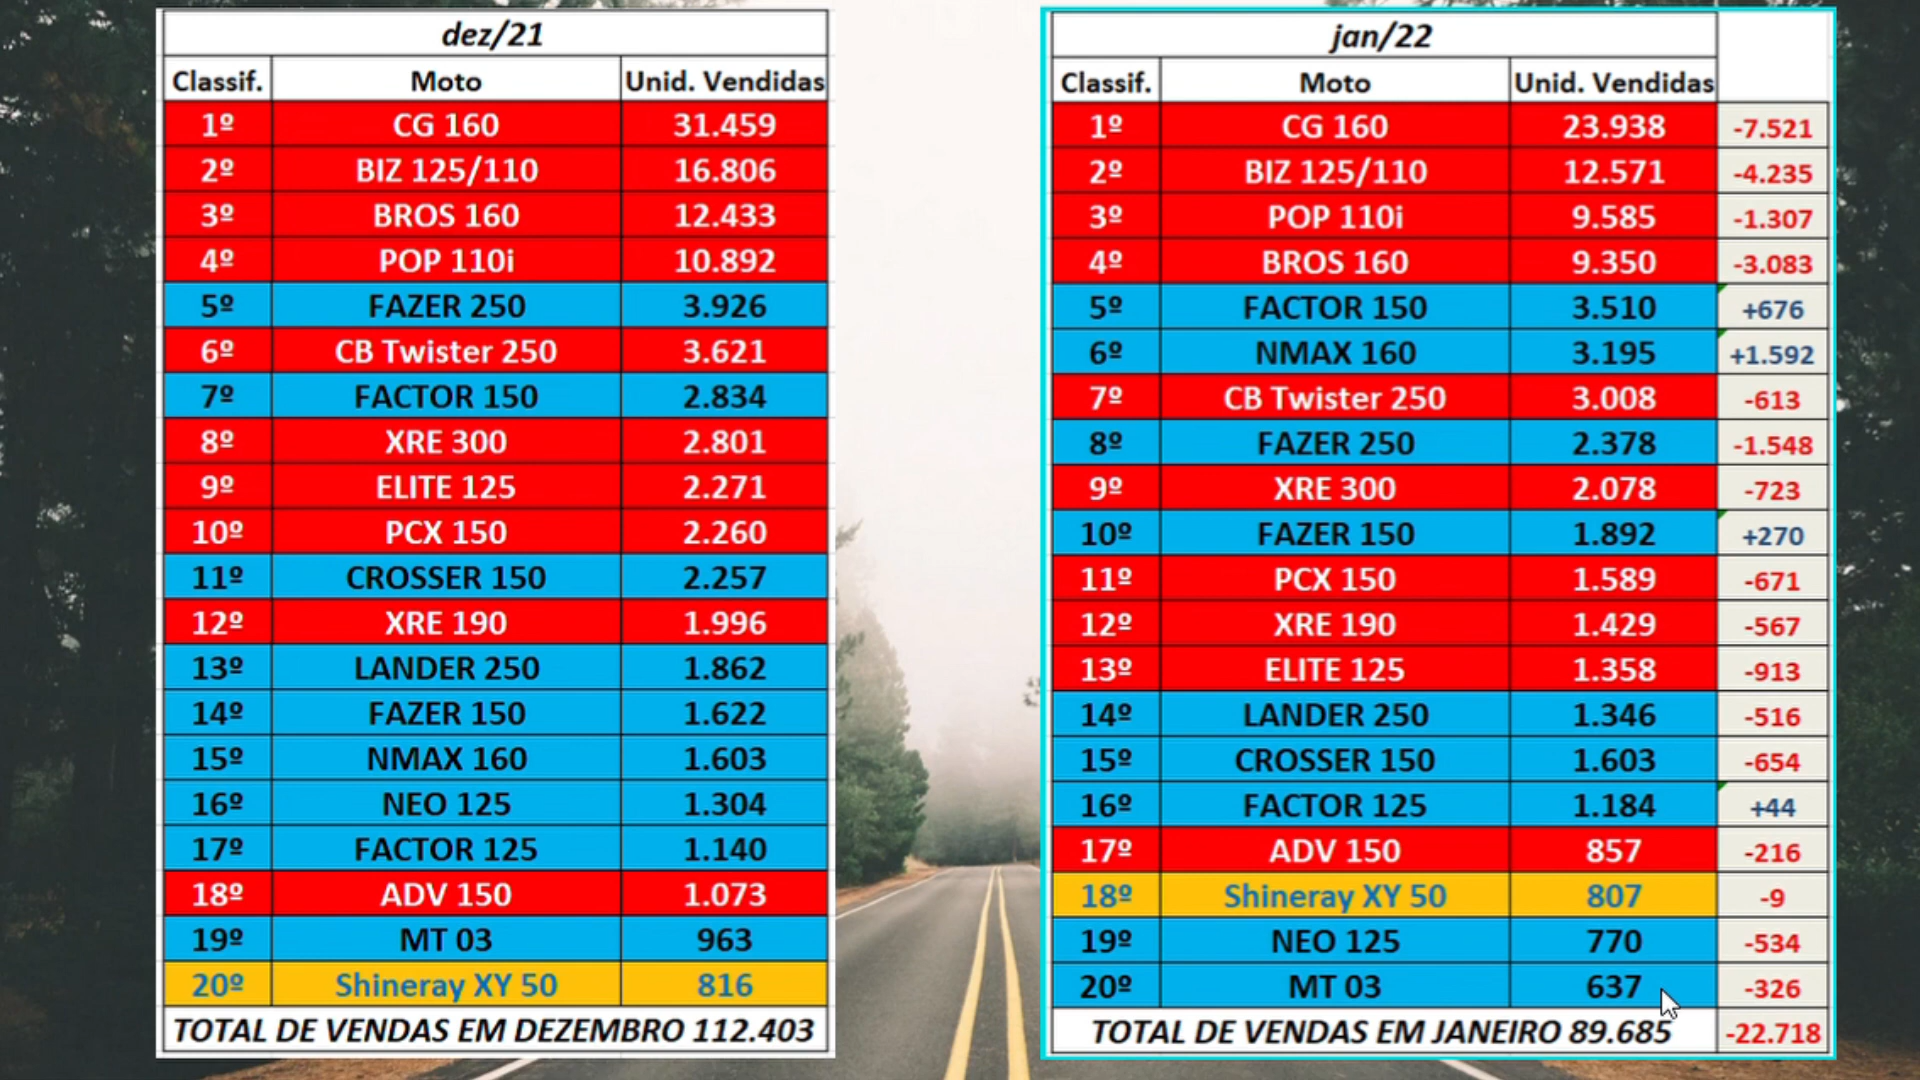 dez/21
Classif. Moto Unid. Vendidas
1º CG 160 31.459
2º BIZ 125/110 16.806
3º BROS 160 12.433
4º POP 110i 10.892
5º FAZER 250 3.926
6º CB Twister 250 3.621
7º FACTOR 150 2.834
8º XRE 300 2.801
9º ELITE 125 2.271
10º PCX 150 2.260
11º CROSSER 150 2.257
12º XRE 190 1.996
13º LANDER 250 1.862
14º FAZER 150 1.622
15º NMAX 160 1.603
16º NEO 125 1.304
17º FACTOR 125 1.140
18º ADV 150 1.073
19º MT 03 963
20º Shineray XY 50 816
TOTAL DE VENDAS EM DEZEMBRO 112.403
jan/22
Classif. Moto Unid. Vendidas
1º CG 160 23.938 -7.521
2º BIZ 125/110 12.571 -4.235
3º POP 110i 9.585 -1.307
4º BROS 160 9.350 -3.083
5º FACTOR 150 3.510 +676
6º NMAX 160 3.195 +1.592
7º CB Twister 250 3.008 -613
8º FAZER 250 2.378 -1.548
9º XRE 300 2.078 -723
10º FAZER 150 1.892 +270
11º PCX 150 1.589 -671
12º XRE 190 1.429 -567
13º ELITE 125 1.358 -913
14º LANDER 250 1.346 -516
15º CROSSER 150 1.603 -654
16º FACTOR 125 1.184 +44
17º ADV 150 857 -216
18º Shineray XY 50 807 -9
19º NEO 125 770 -534
20º MT 03 637 -326
TOTAL DE VENDAS EM JANEIRO 89.685 -22.718